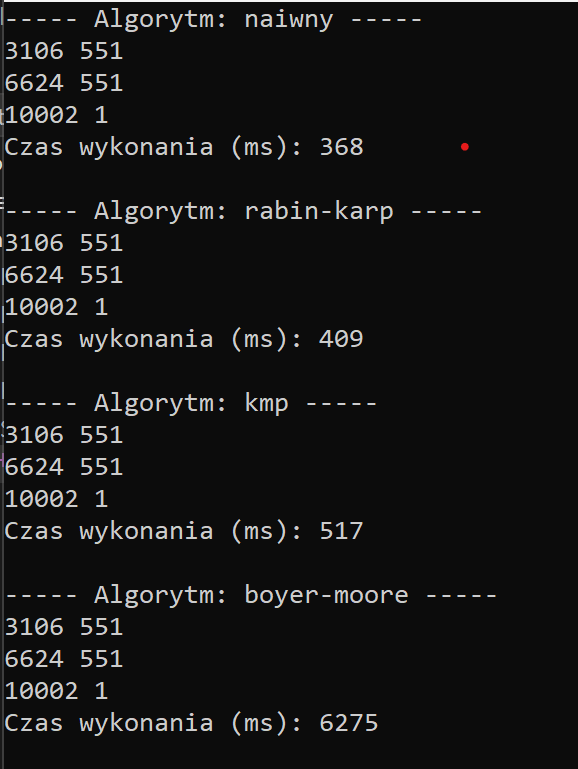 ----- Algorytm: naiwny -----
3106 551
6624 551
10002 1
Czas wykonania (ms): 368
----- Algorytm: rabin-karp -----
3106 551
6624 551
10002 1
Czas wykonania (ms): 409
----- Algorytm: kmp -----
3106 551
6624 551
10002 1
Czas wykonania (ms): 517
----- Algorytm: boyer-moore -----
3106 551
6624 551
10002 1
Czas wykonania (ms): 6275